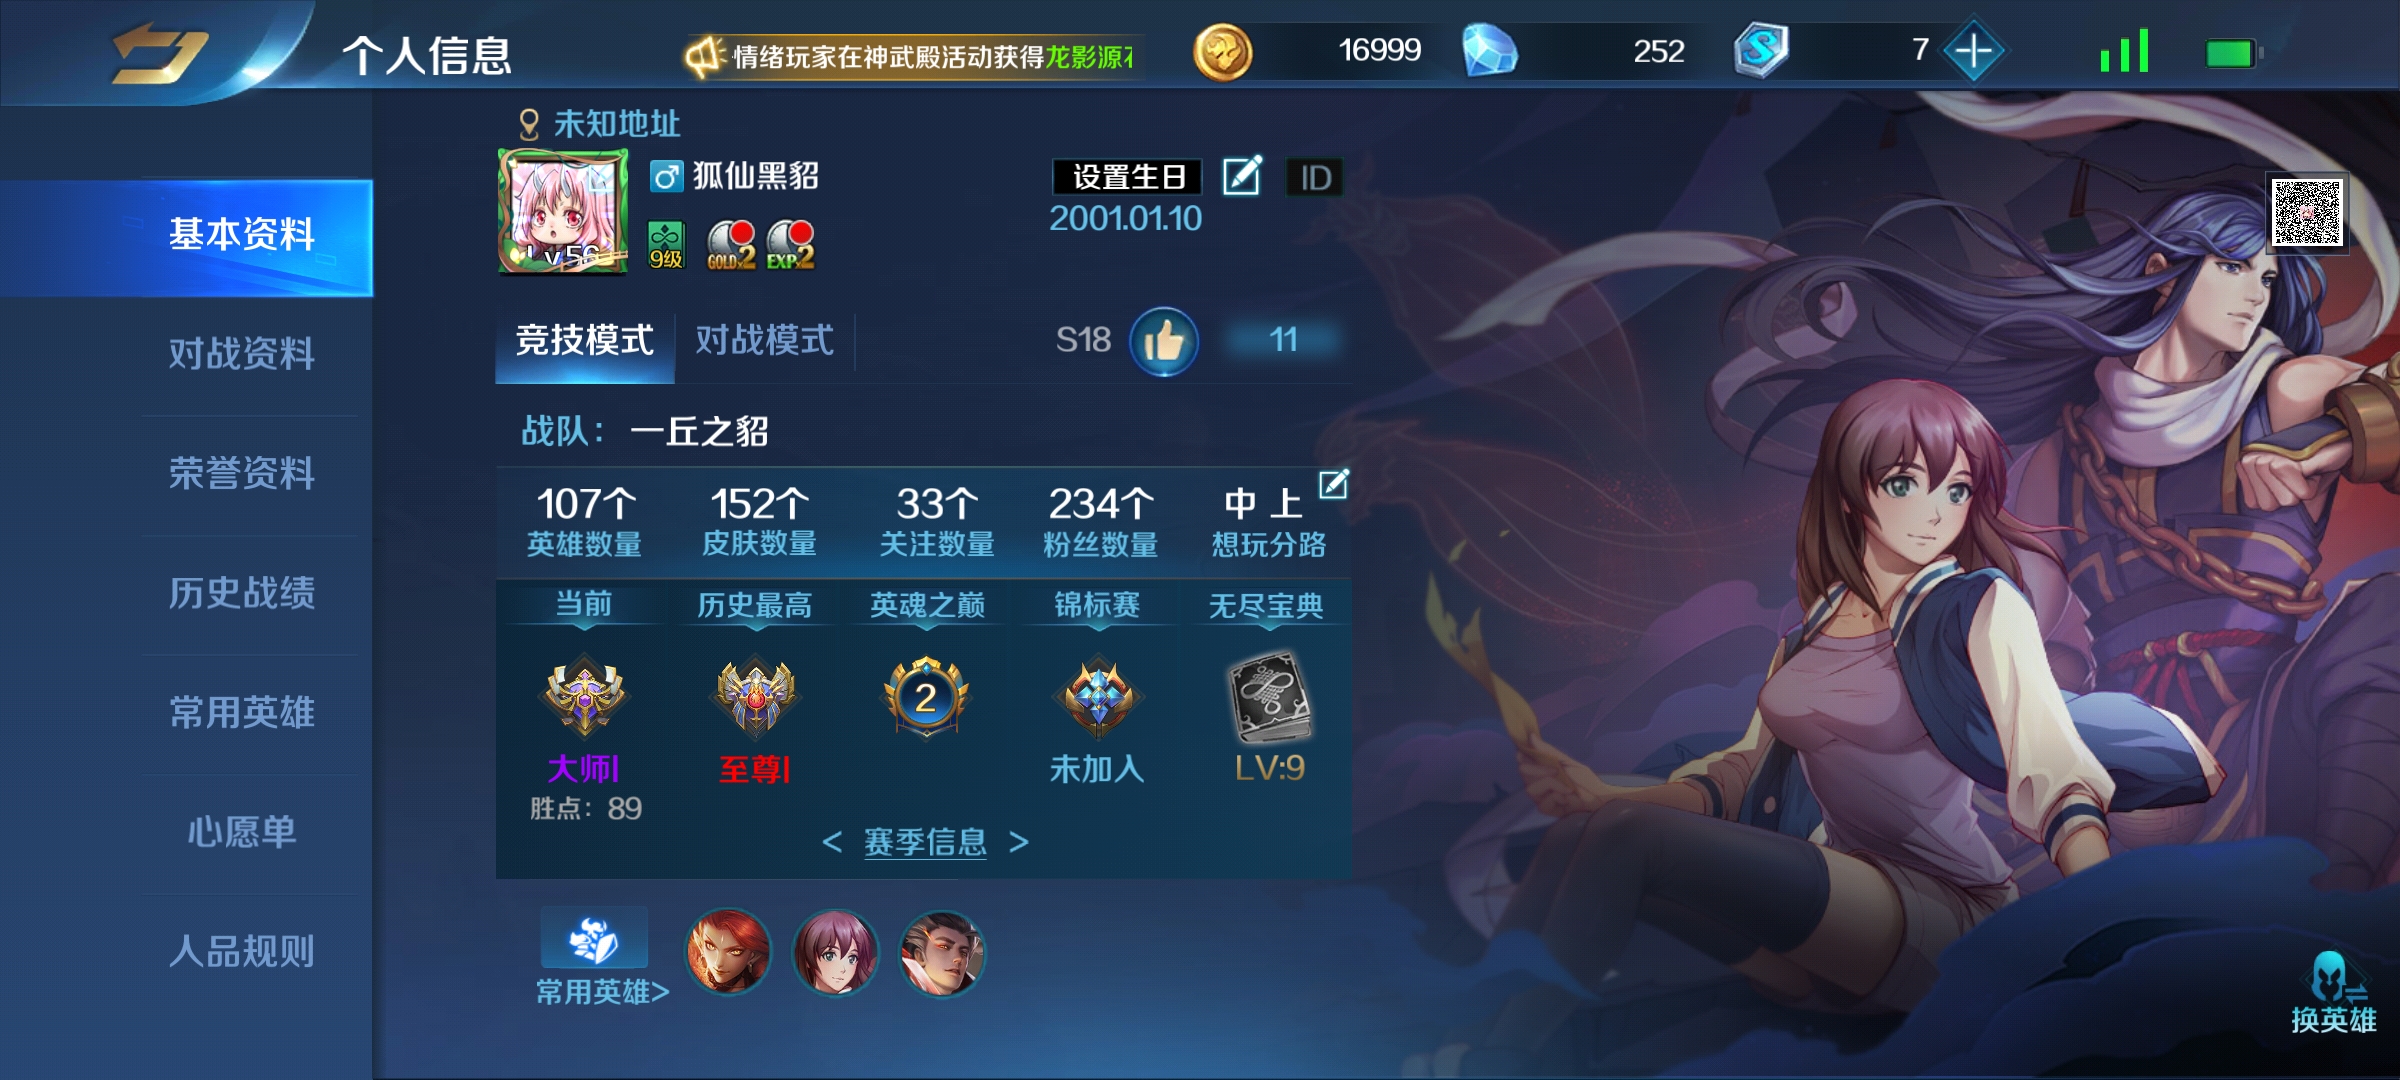 个人信息
情绪玩家在神武殿活动获得龙影源
16999
252
7
未知地址
狐仙黑貂
Lv56
9级
GOLDx2
EXPx2
设置生日
ID
2001.01.10
基本资料
对战资料
荣誉资料
历史战绩
常用英雄
心愿单
人品规则
竞技模式
对战模式
S18
11
战队：一丘之貂
107个 152个 33个 234个 中 上
英雄数量 皮肤数量 关注数量 粉丝数量 想玩分路
当前 历史最高 英魂之巅 锦标赛 无尽宝典
2
大师I 至尊I 未加入 LV:9
胜点：89
< 赛季信息 >
常用英雄>
换英雄